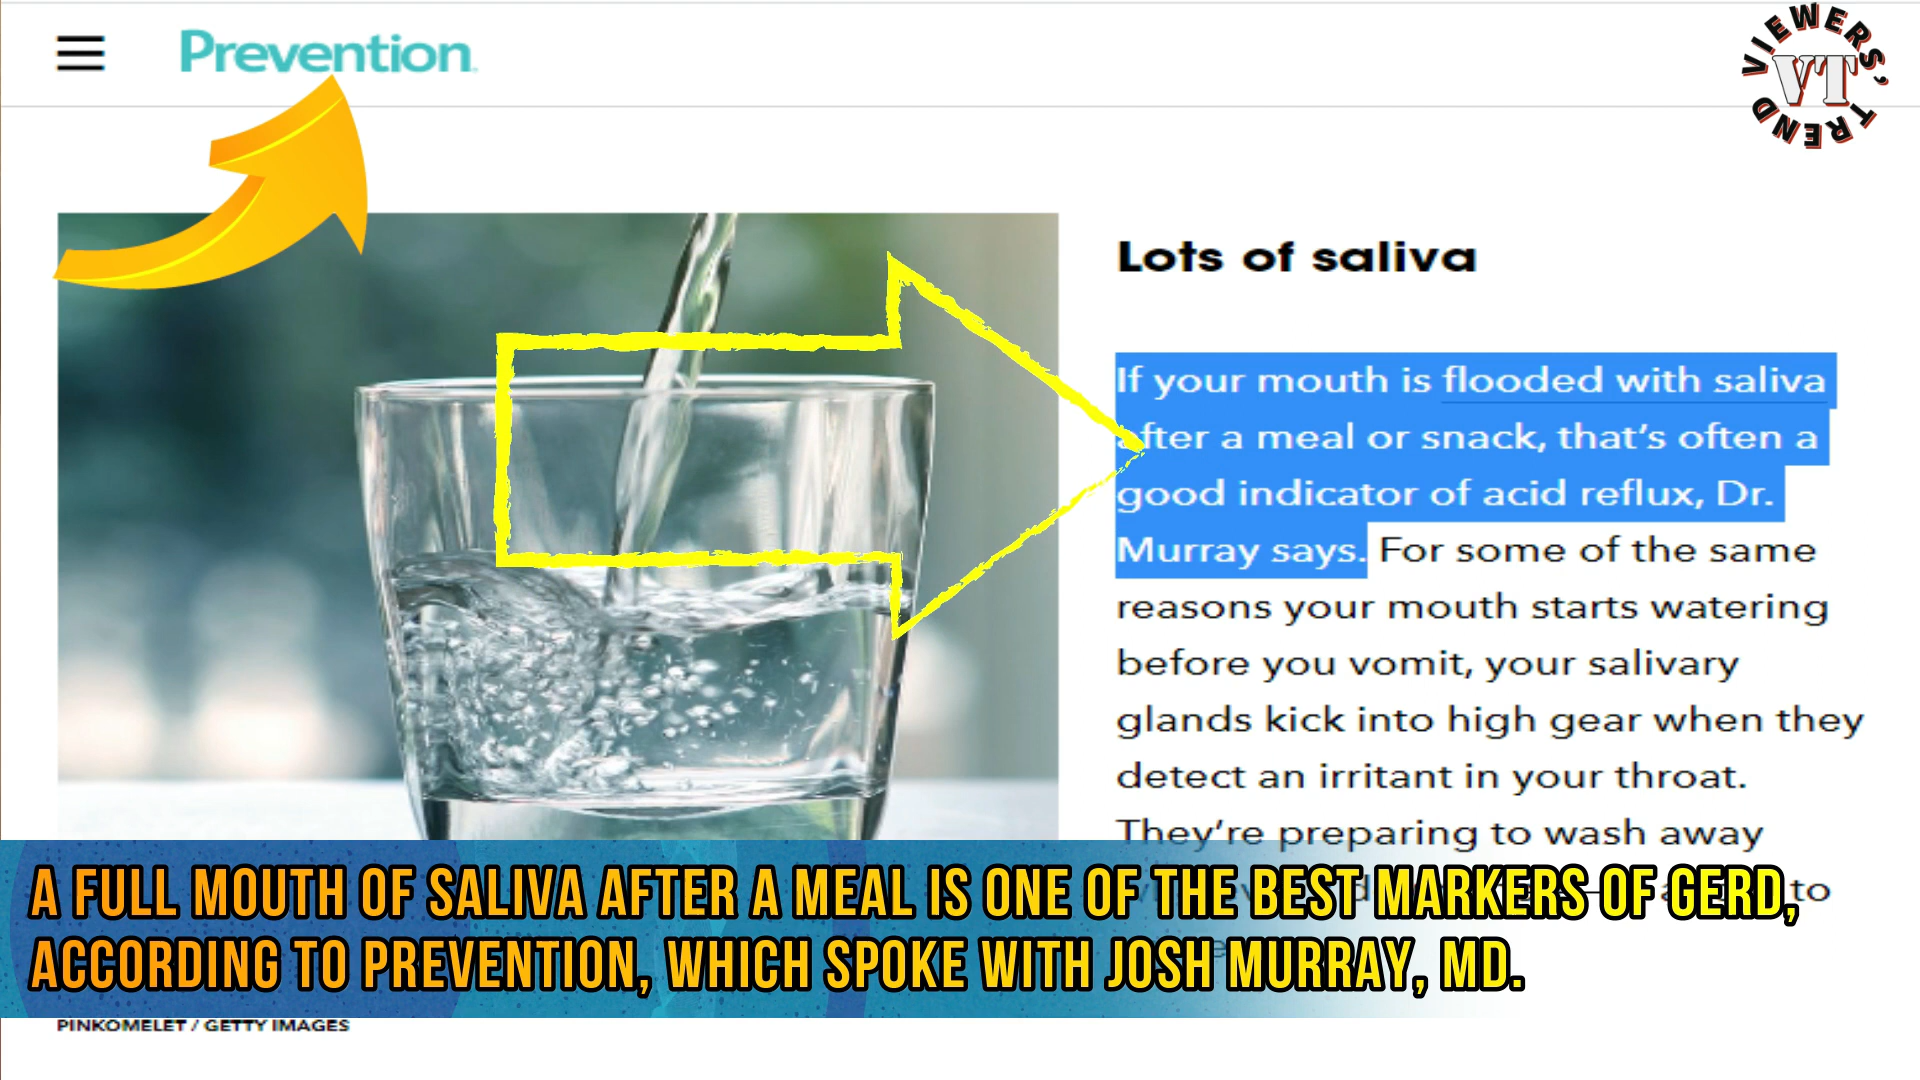 Prevention
VIEWERS' TREND
VT
Lots of saliva
If your mouth is flooded with saliva
after a meal or snack, that's often a
good indicator of acid reflux, Dr.
Murray says. For some of the same
reasons your mouth starts watering
before you vomit, your salivary
glands kick into high gear when they
detect an irritant in your throat.
They're preparing to wash away
to
A FULL MOUTH OF SALIVA AFTER A MEAL IS ONE OF THE BEST MARKERS OF GERD,
ACCORDING TO PREVENTION, WHICH SPOKE WITH JOSH MURRAY, MD.
PINKOMELET / GETTY IMAGES